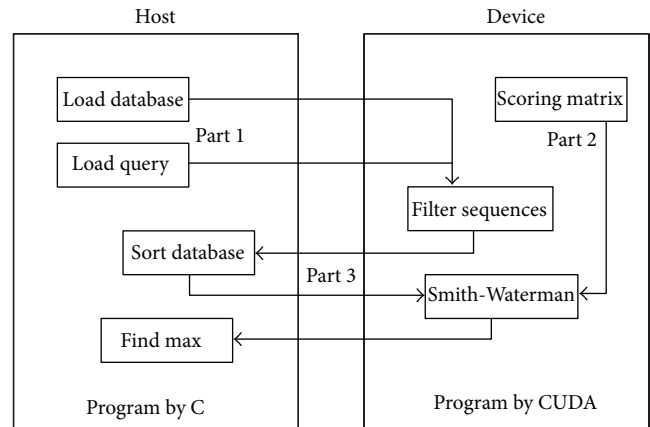 Host
Device
Load database
Scoring matrix
Part 1
Part 2
Load query
Filter sequences
Sort database
Part 3
Smith-Waterman
Find max
Program by C
Program by CUDA